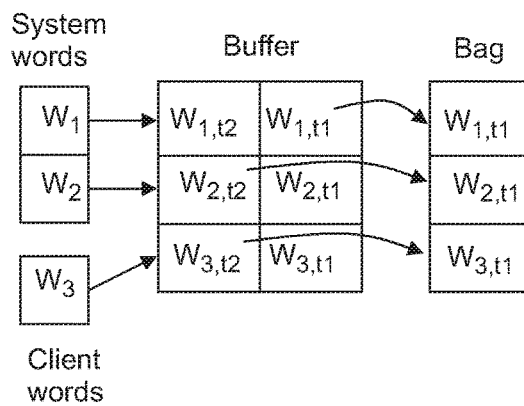 System
words
Buffer
Bag
W1
W1,t2
W1,t1
W1,t1
W2
W2,t2
W2,t1
W2,t1
W3
W3,t2
W3,t1
W3,t1
Client
words